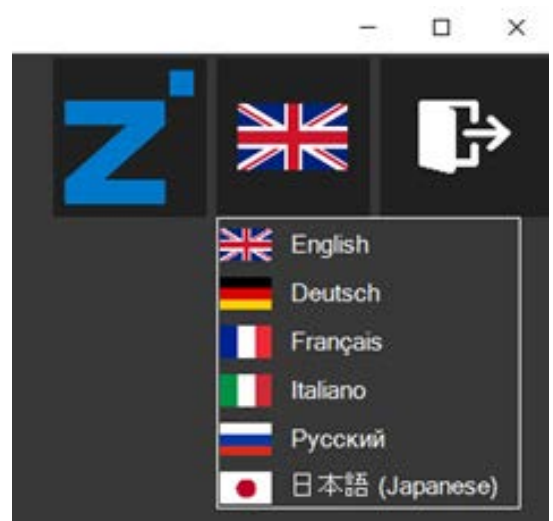 Z
English
Deutsch
Français
Italiano
Русский
日本語 (Japanese)